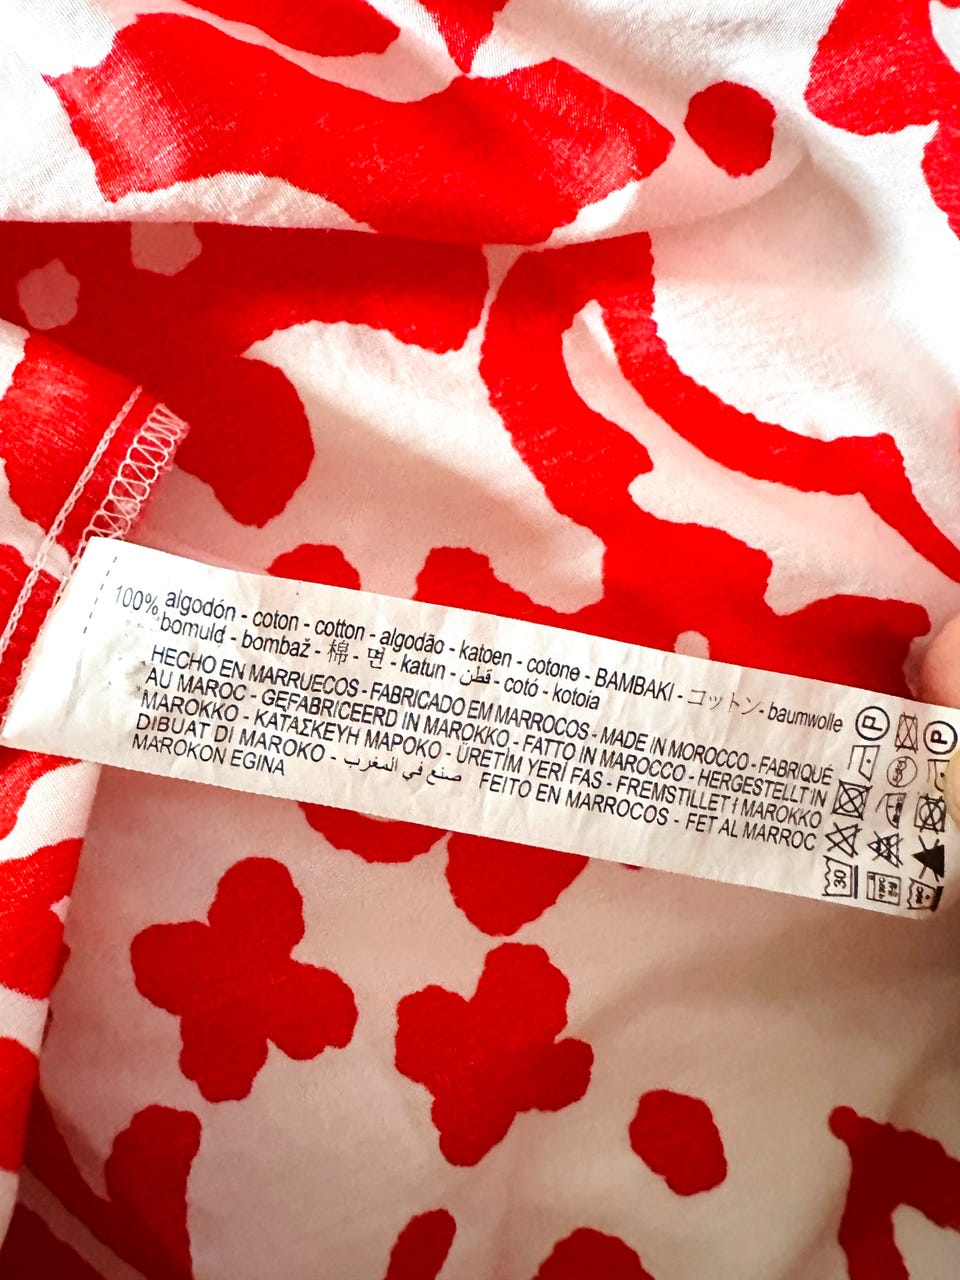 100% algodón - coton - cotton - algodão - katoen - cotone - BAMBAKI - コットン - baumwolle
bomuld - bombaž - 棉 - 면 - katun - قطن - cotó - kotoia
HECHO EN MARRUECOS - FABRICADO EM MARROCOS - MADE IN MOROCCO - FABRIQUÉ
AU MAROC - GEFABRICEERD IN MAROKKO - FATTO IN MAROCCO - HERGESTELLT IN
MAROKKO - ΚΑΤΑΣΚΕΥΗ ΜΑΡΟΚΟ - ÜRETİM YERİ FAS - FREMSTILLET I MAROKKO
DIBUAT DI MAROKO - صنع في المغرب FEITO EN MARROCOS - FET AL MARROC
MAROKON EGINA
P P
30